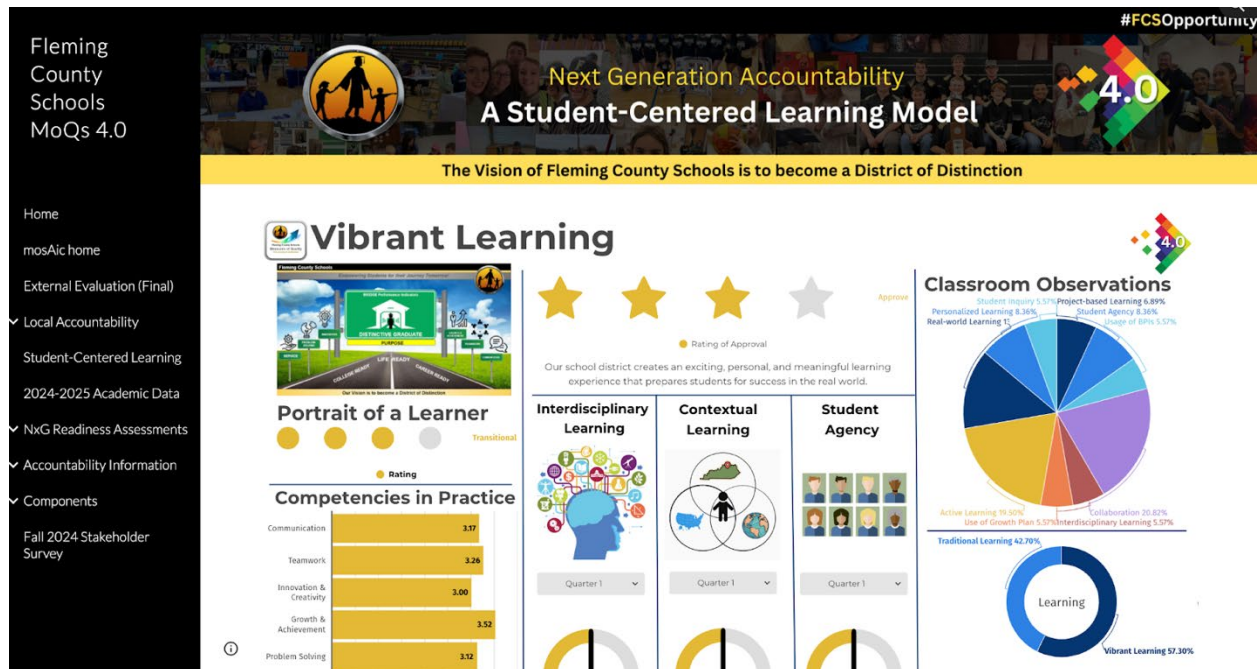 #FCSOpportunity
Fleming
County
Schools
MoQs 4.0
Next Generation Accountability
A Student-Centered Learning Model
4.0
The Vision of Fleming County Schools is to become a District of Distinction
Home
mosAic home
External Evaluation (Final)
Local Accountability
Student-Centered Learning
2024-2025 Academic Data
NxG Readiness Assessments
Accountability Information
Components
Fall 2024 Stakeholder
Survey
Vibrant Learning
4.0
Fleming County Schools
DISTINCTIVE GRADUATE
PURPOSE
LIFE READY
COLLEGE READY
CAREER READY
Our Vision is to become a District of Distinction
Portrait of a Learner
Transitional
Rating
Competencies in Practice
Communication
3.17
Teamwork
3.26
Innovation &
Creativity
3.00
Growth &
Achievement
3.52
Problem Solving
3.12
Approve
Rating of Approval
Our school district creates an exciting, personal, and meaningful learning
experience that prepares students for success in the real world.
Interdisciplinary
Learning
Contextual
Learning
Student
Agency
Quarter 1
Quarter 1
Quarter 1
Classroom Observations
Student Inquiry 5.57%
Project-based Learning 6.89%
Personalized Learning 8.36%
Student Agency 8.36%
Real-world Learning 1
Usage of BPIs 5.57%
Active Learning 19.50%
Collaboration 20.82%
Use of Growth Plan 5.57%
Interdisciplinary Learning 5.57%
Traditional Learning 42.70%
Learning
Vibrant Learning 57.30%